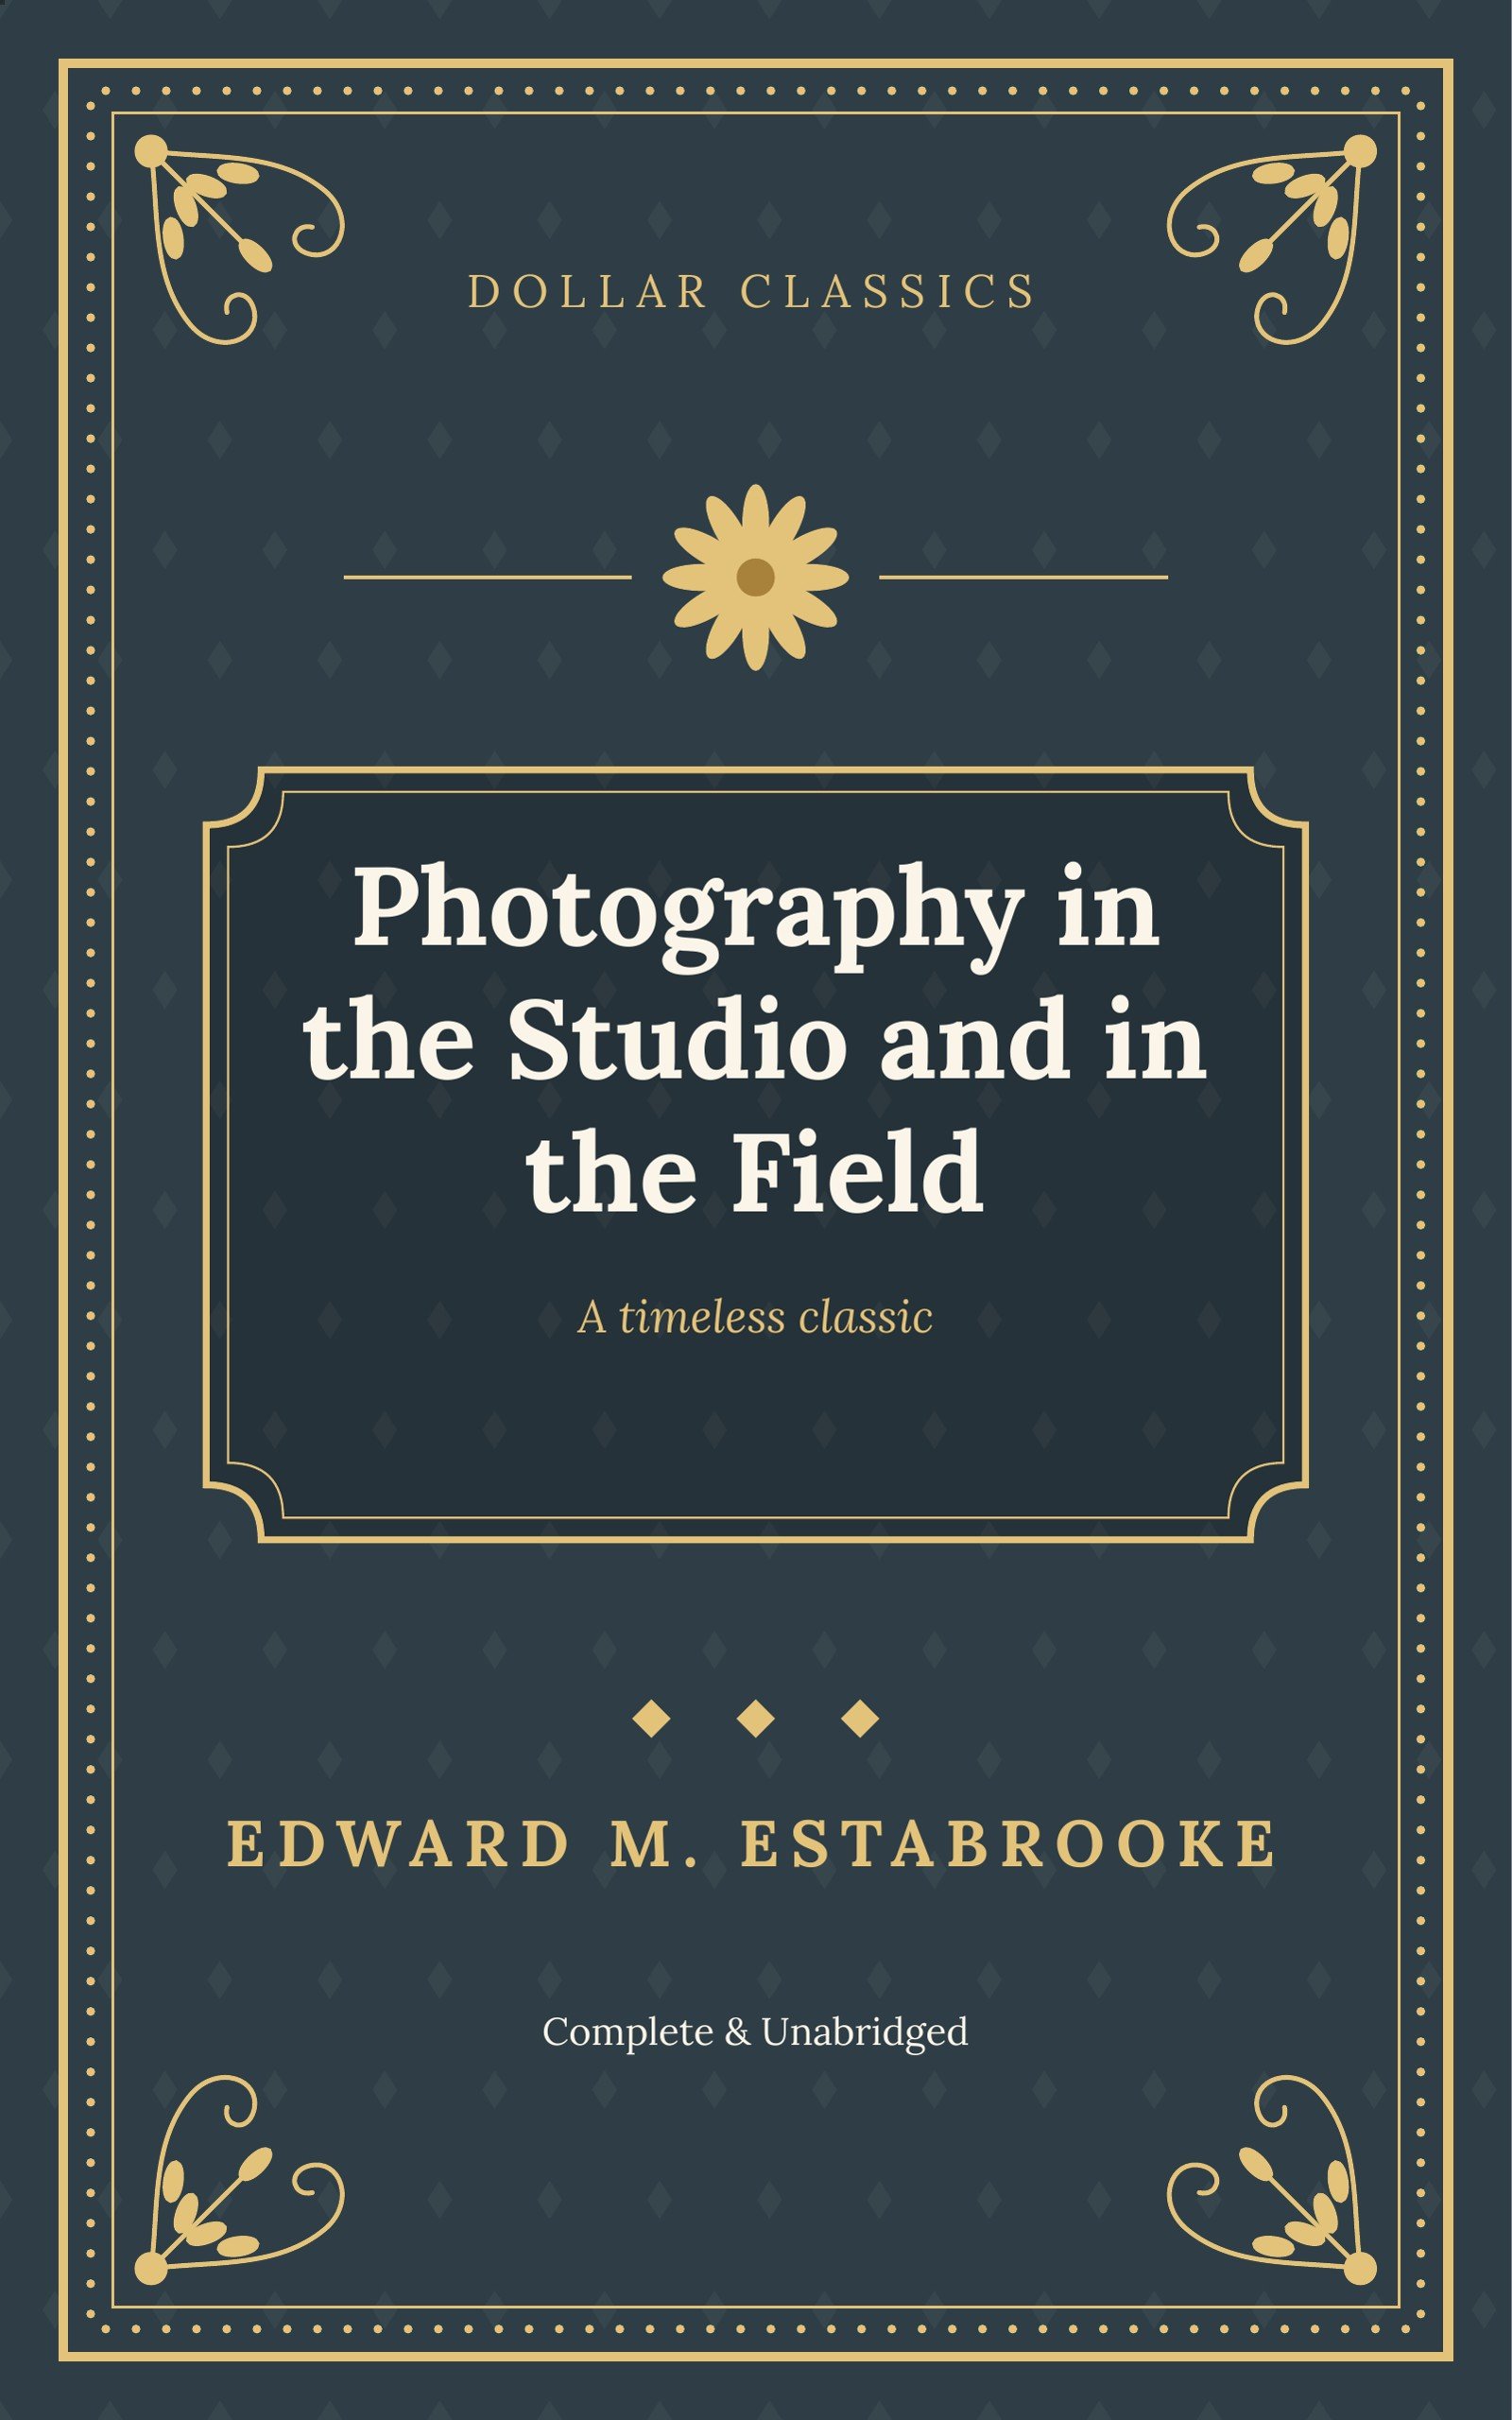 DOLLAR CLASSICS
Photography in
the Studio and in
the Field
A timeless classic
EDWARD M. ESTABROOKE
Complete & Unabridged